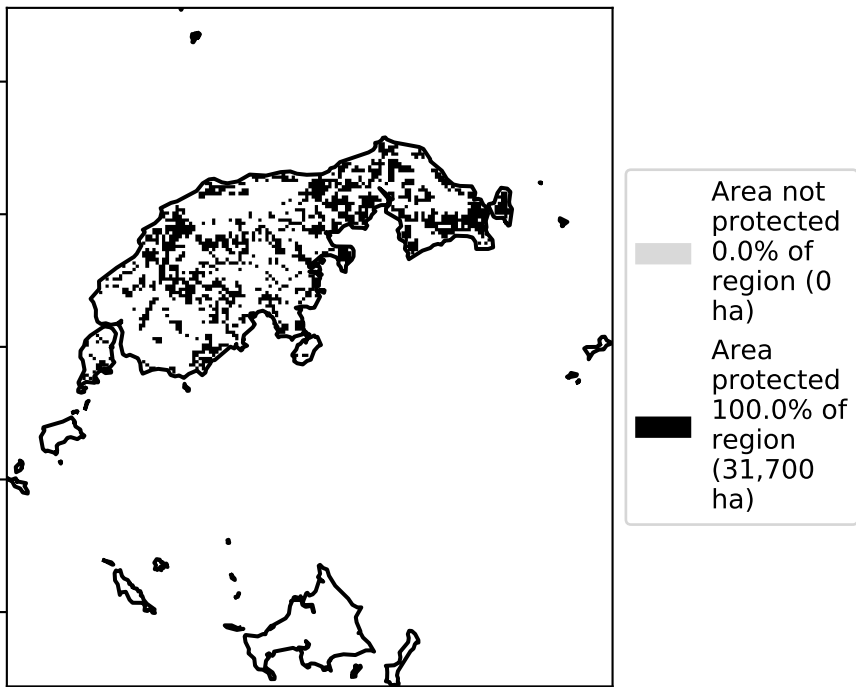 Area not
protected
0.0% of
region (0
ha)
Area
protected
100.0% of
region
(31,700
ha)